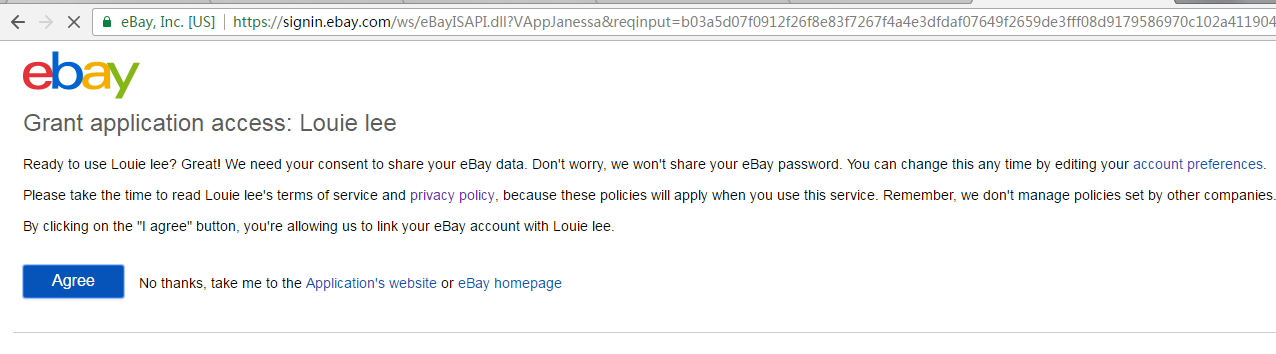 eBay, Inc. [US] https://signin.ebay.com/ws/eBayISAPI.dll?VAppJanessa&reqinput=b03a5d07f0912f26f8e83f7267f4a4e3dfdaf07649f2659de3fff08d9179586970c102a411904
ebay
Grant application access: Louie lee
Ready to use Louie lee? Great! We need your consent to share your eBay data. Don't worry, we won't share your eBay password. You can change this any time by editing your account preferences.
Please take the time to read Louie lee's terms of service and privacy policy, because these policies will apply when you use this service. Remember, we don't manage policies set by other companies.
By clicking on the "I agree" button, you're allowing us to link your eBay account with Louie lee.
Agree No thanks, take me to the Application's website or eBay homepage